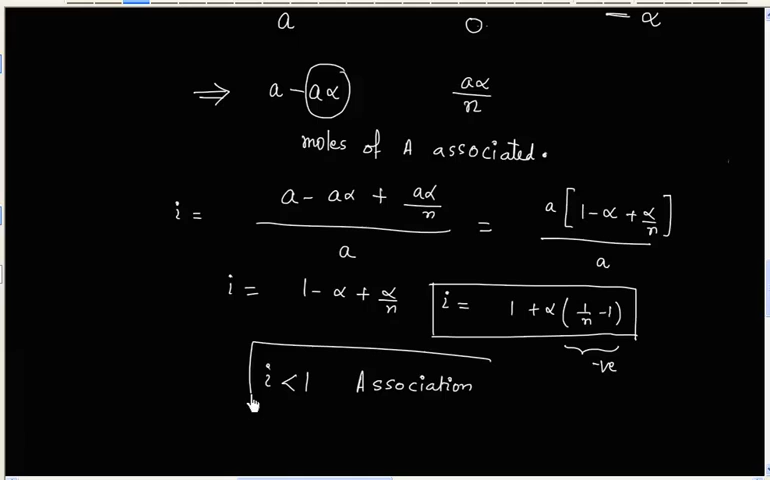 a 0 = α
⇒ a - aα aα/n
moles of A associated.
i = (a - aα + aα/n)/a = a[1-α+α/n]/a
i = 1 - α + α/n i = 1 + α(1/n -1)
-ve
i < 1 Association